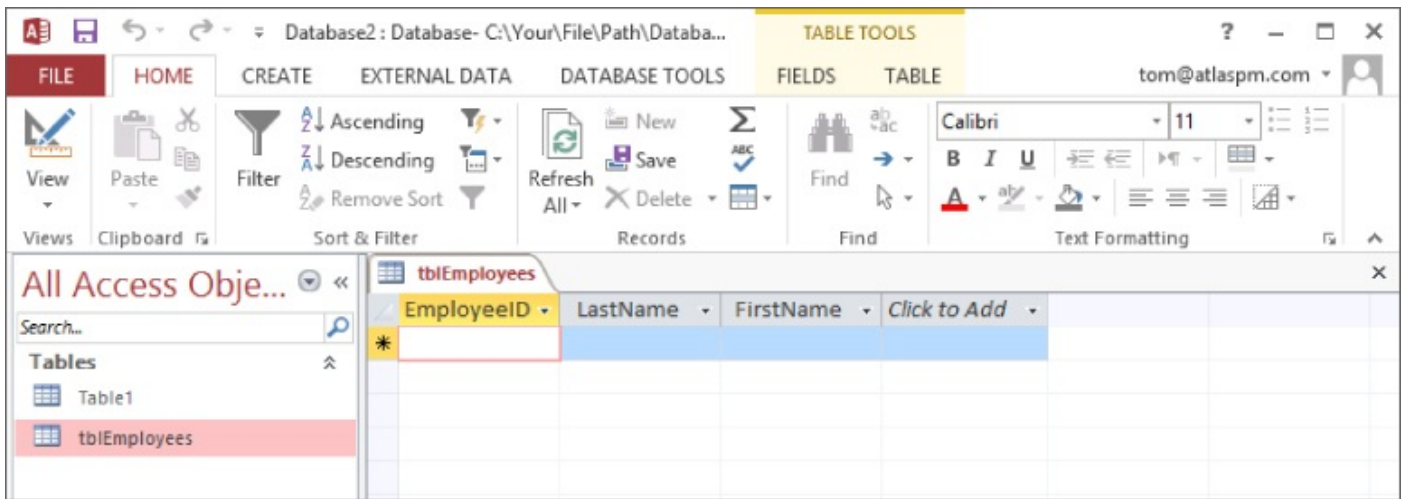 Database2 : Database- C:\Your\File\Path\Databa... TABLE TOOLS ?
FILE HOME CREATE EXTERNAL DATA DATABASE TOOLS FIELDS TABLE tom@atlaspm.com
View
Paste
Filter
Ascending
Descending
Remove Sort
Refresh
All
New
Save
Delete
Find
Calibri 11
B I U
A
Views Clipboard Sort & Filter Records Find Text Formatting
All Access Obje... «
Search...
Tables
Table1
tblEmployees
tblEmployees
EmployeeID LastName FirstName Click to Add